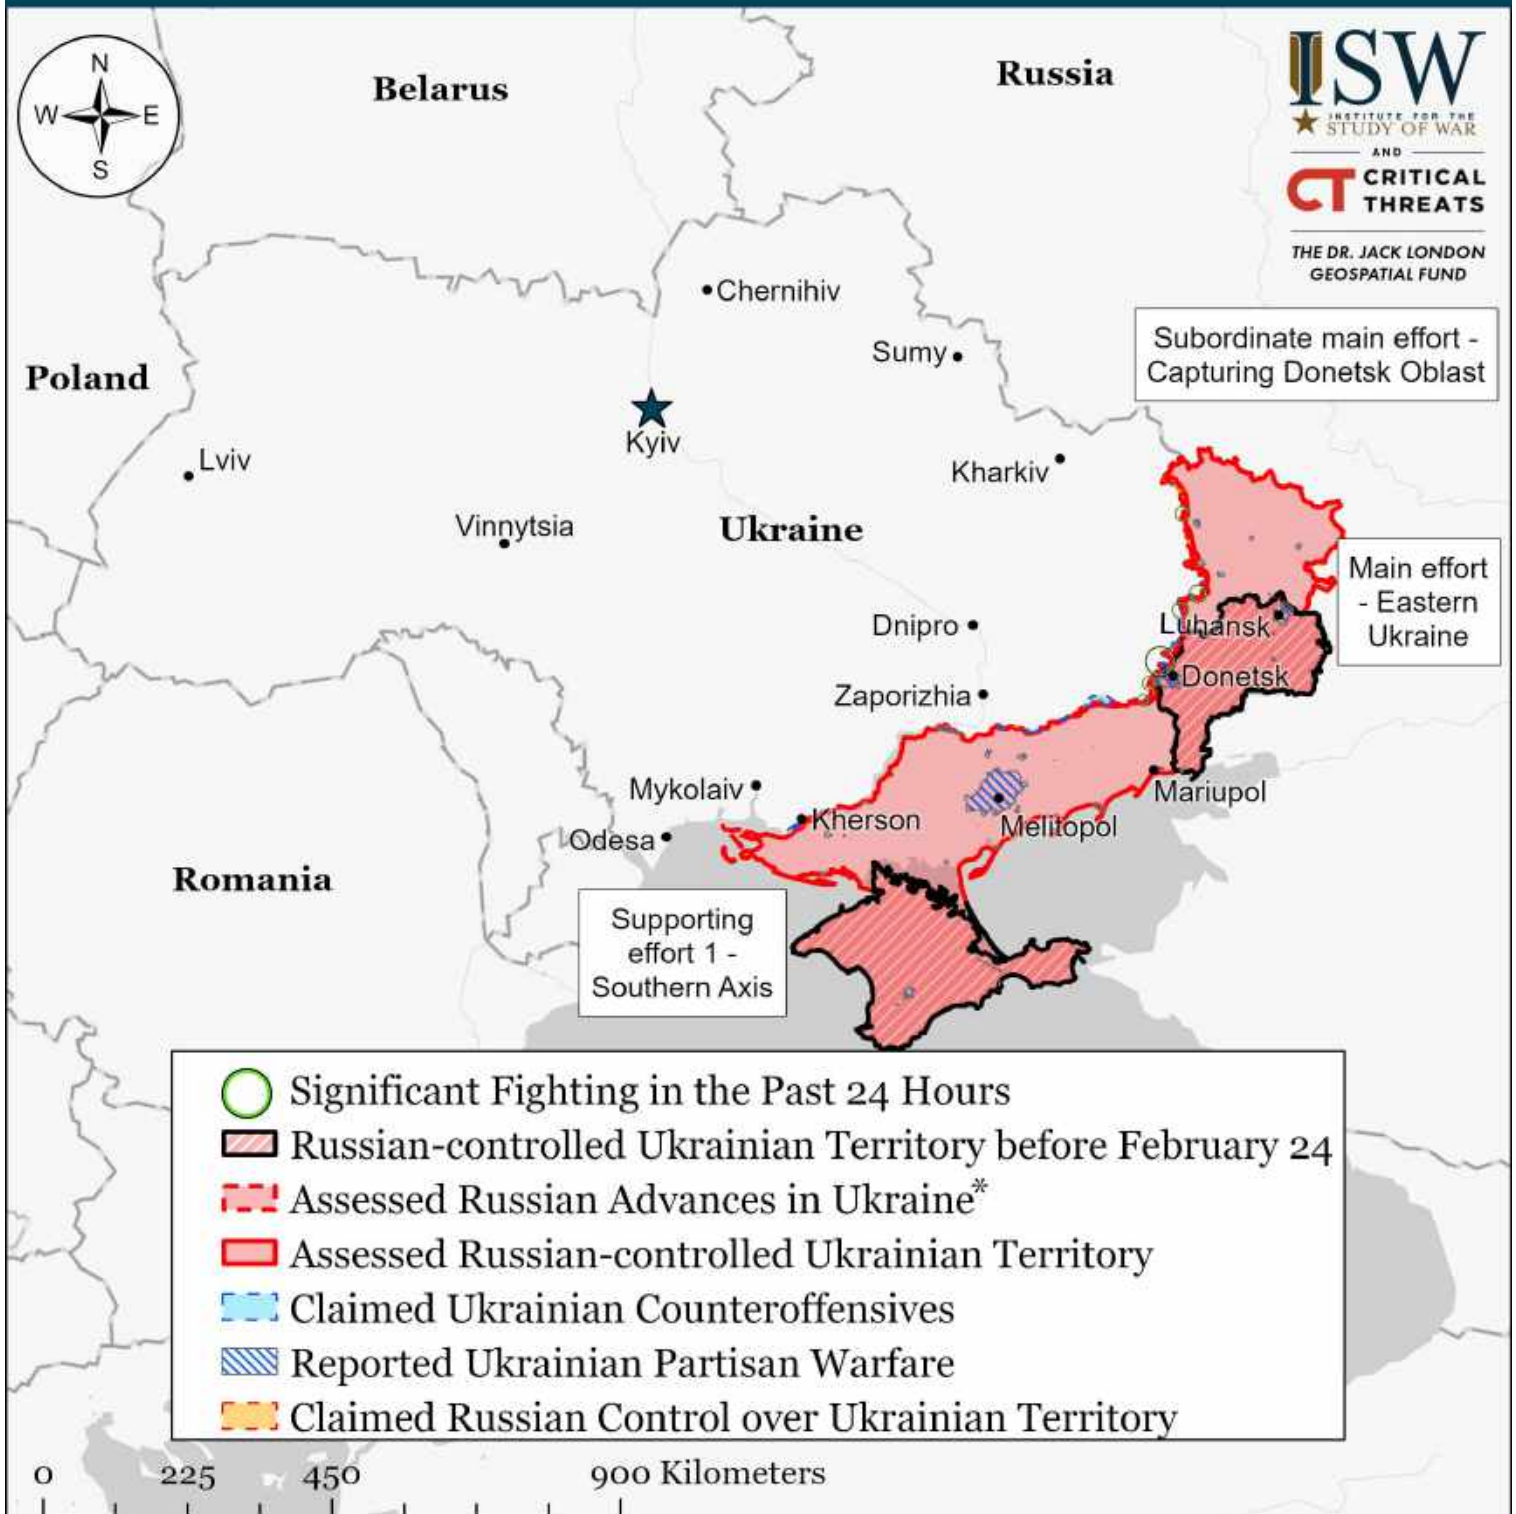 N
W E
S
Belarus
Russia
ISW
INSTITUTE FOR THE
STUDY OF WAR
AND
CT CRITICAL
THREATS
THE DR. JACK LONDON
GEOSPATIAL FUND
Chernihiv
Subordinate main effort -
Capturing Donetsk Oblast
Sumy
Poland
Kyiv
Lviv
Kharkiv
Vinnytsia
Ukraine
Main effort
- Eastern
Ukraine
Dnipro
Luhansk
Donetsk
Zaporizhia
Mykolaiv
Mariupol
Kherson
Melitopol
Odesa
Romania
Supporting
effort 1 -
Southern Axis
Significant Fighting in the Past 24 Hours
Russian-controlled Ukrainian Territory before February 24
Assessed Russian Advances in Ukraine*
Assessed Russian-controlled Ukrainian Territory
Claimed Ukrainian Counteroffensives
Reported Ukrainian Partisan Warfare
Claimed Russian Control over Ukrainian Territory
0 225 450 900 Kilometers